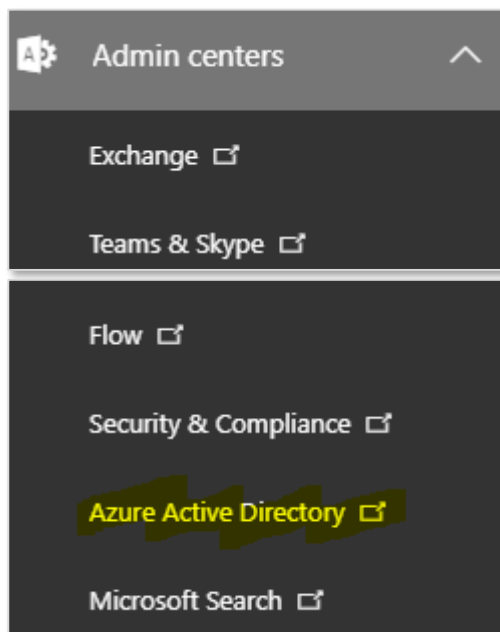 Admin centers
Exchange
Teams & Skype
Flow
Security & Compliance
Azure Active Directory
Microsoft Search